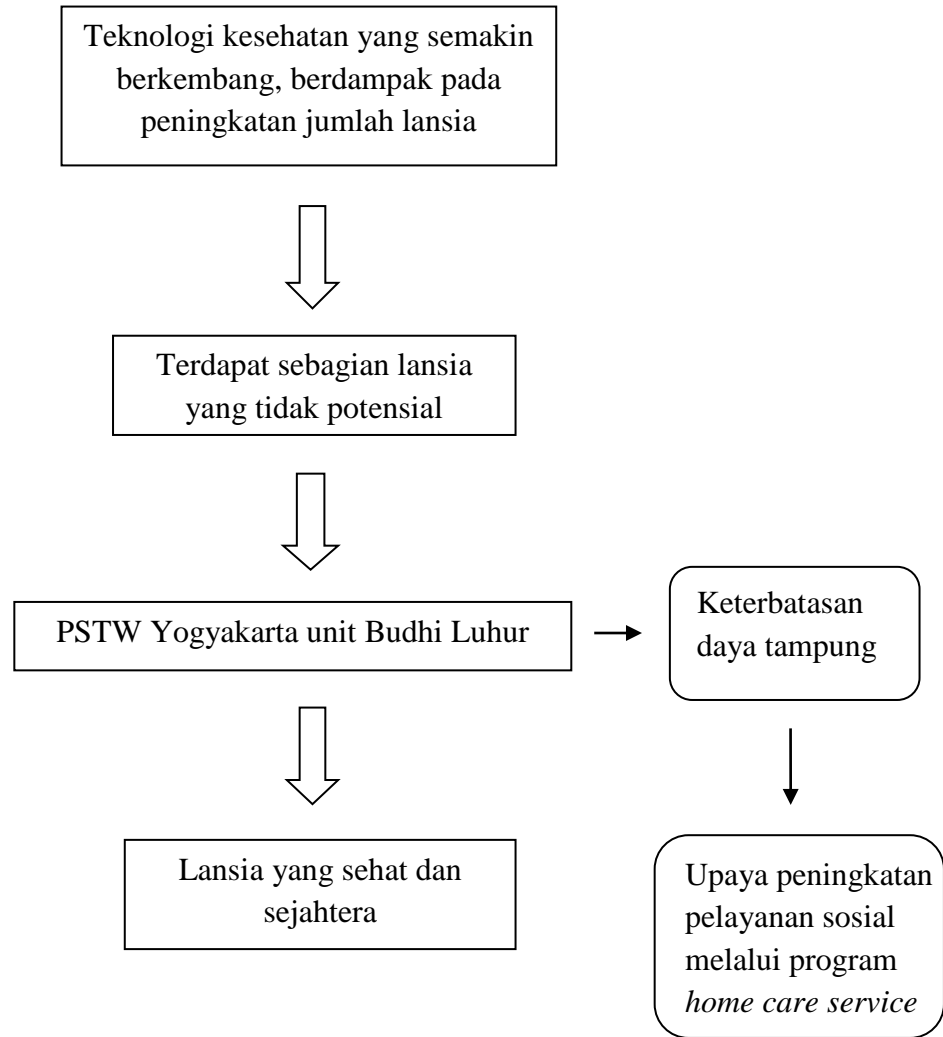 Teknologi kesehatan yang semakin
berkembang, berdampak pada
peningkatan jumlah lansia
Terdapat sebagian lansia
yang tidak potensial
PSTW Yogyakarta unit Budhi Luhur
Keterbatasan
daya tampung
Lansia yang sehat dan
sejahtera
Upaya peningkatan
pelayanan sosial
melalui program
home care service